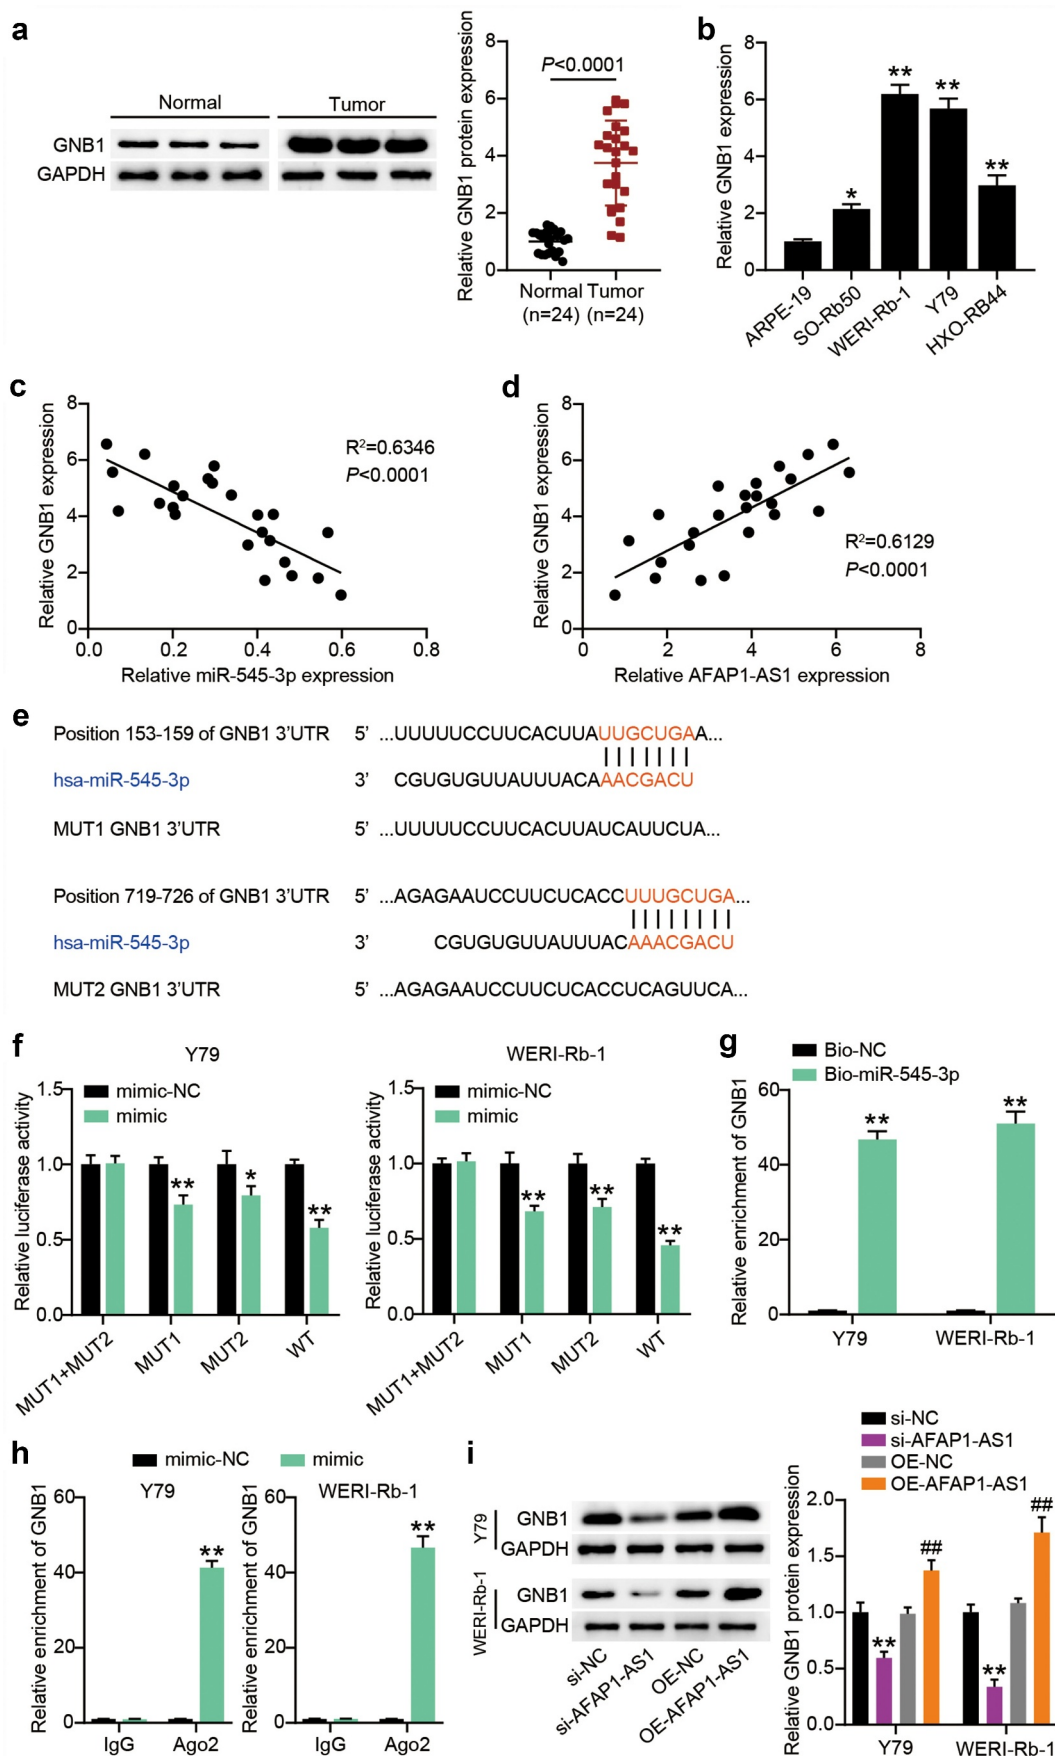 a
Normal Tumor
GNB1
GAPDH
Relative GNB1 protein expression
8
6
4
2
0
P<0.0001
Normal Tumor
(n=24) (n=24)
b
Relative GNB1 expression
8
6
4
2
0
*
**
**
**
ARPE-19
SO-Rb50
WERI-Rb-1
Y79
HXO-RB44
c
Relative GNB1 expression
8
6
4
2
0
R²=0.6346
P<0.0001
0.0 0.2 0.4 0.6 0.8
Relative miR-545-3p expression
d
Relative GNB1 expression
8
6
4
2
0
R²=0.6129
P<0.0001
0 2 4 6 8
Relative AFAP1-AS1 expression
e
Position 153-159 of GNB1 3’UTR 5’ ...UUUUUCCUUCACUUAUUGCUGAA...
hsa-miR-545-3p 3’ CGUGUGUUAUUUACAAACGACU
MUT1 GNB1 3’UTR 5’ ...UUUUUCCUUCACUUAUCAUUCUA...
Position 719-726 of GNB1 3’UTR 5’ ...AGAGAAUCCUUCUCACCUUUGCUGA...
hsa-miR-545-3p 3’ CGUGUGUUAUUUACAAACGACU
MUT2 GNB1 3’UTR 5’ ...AGAGAAUCCUUCUCACCUCAGUUCA...
f
Y79
Relative luciferase activity
1.5
1.0
0.5
0.0
mimic-NC
mimic
**
*
**
MUT1+MUT2
MUT1
MUT2
WT
WERI-Rb-1
Relative luciferase activity
1.5
1.0
0.5
0.0
mimic-NC
mimic
**
**
**
MUT1+MUT2
MUT1
MUT2
WT
g
Bio-NC
Bio-miR-545-3p
Relative enrichment of GNB1
60
40
20
0
**
**
Y79 WERI-Rb-1
h
mimic-NC mimic
Y79
Relative enrichment of GNB1
60
40
20
0
**
IgG Ago2
WERI-Rb-1
Relative enrichment of GNB1
60
40
20
0
**
IgG Ago2
i
Y79
GNB1
GAPDH
WERI-Rb-1
GNB1
GAPDH
si-NC
si-AFAP1-AS1
OE-NC
OE-AFAP1-AS1
si-NC
si-AFAP1-AS1
OE-NC
OE-AFAP1-AS1
Relative GNB1 protein expression
2.0
1.5
1.0
0.5
0.0
**
##
**
##
Y79 WERI-Rb-1